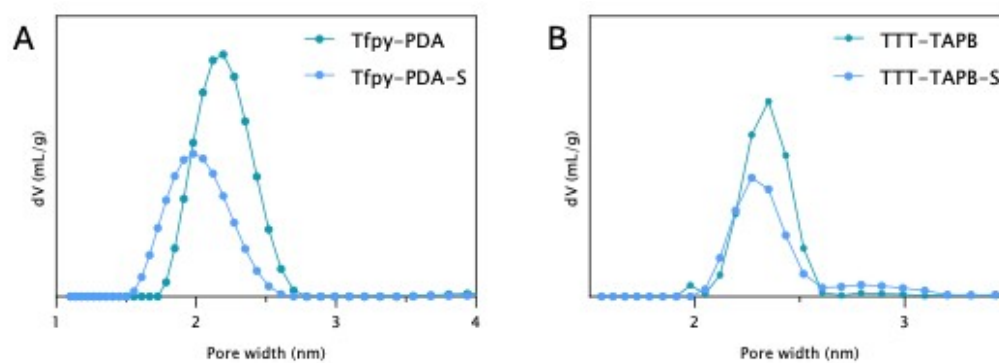 A
Tfpy-PDA
Tfpy-PDA-S
dV (mL/g)
1 2 3 4
Pore width (nm)
B
TTT-TAPB
TTT-TAPB-S
dV (mL/g)
2 3
Pore width (nm)